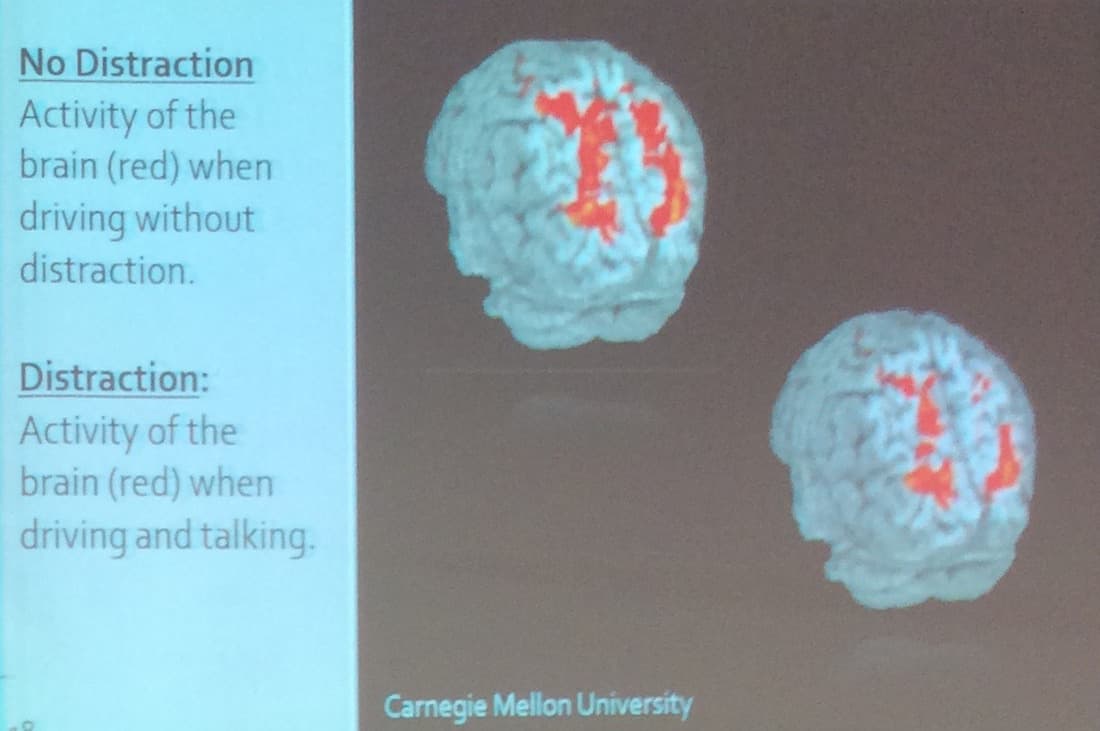 No Distraction
Activity of the
brain (red) when
driving without
distraction.
Distraction:
Activity of the
brain (red) when
driving and talking.
Carnegie Mellon University